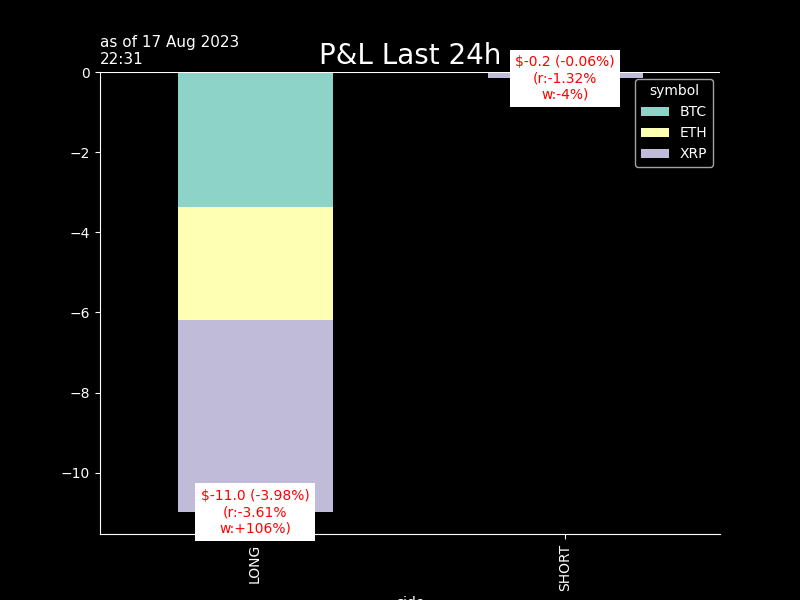 as of 17 Aug 2023
22:31
P&L Last 24h
$-0.2 (-0.06%)
(r:-1.32%
w:-4%)
symbol
BTC
ETH
XRP
0
−2
−4
−6
−8
−10
$-11.0 (-3.98%)
(r:-3.61%
w:+106%)
LONG
SHORT
side